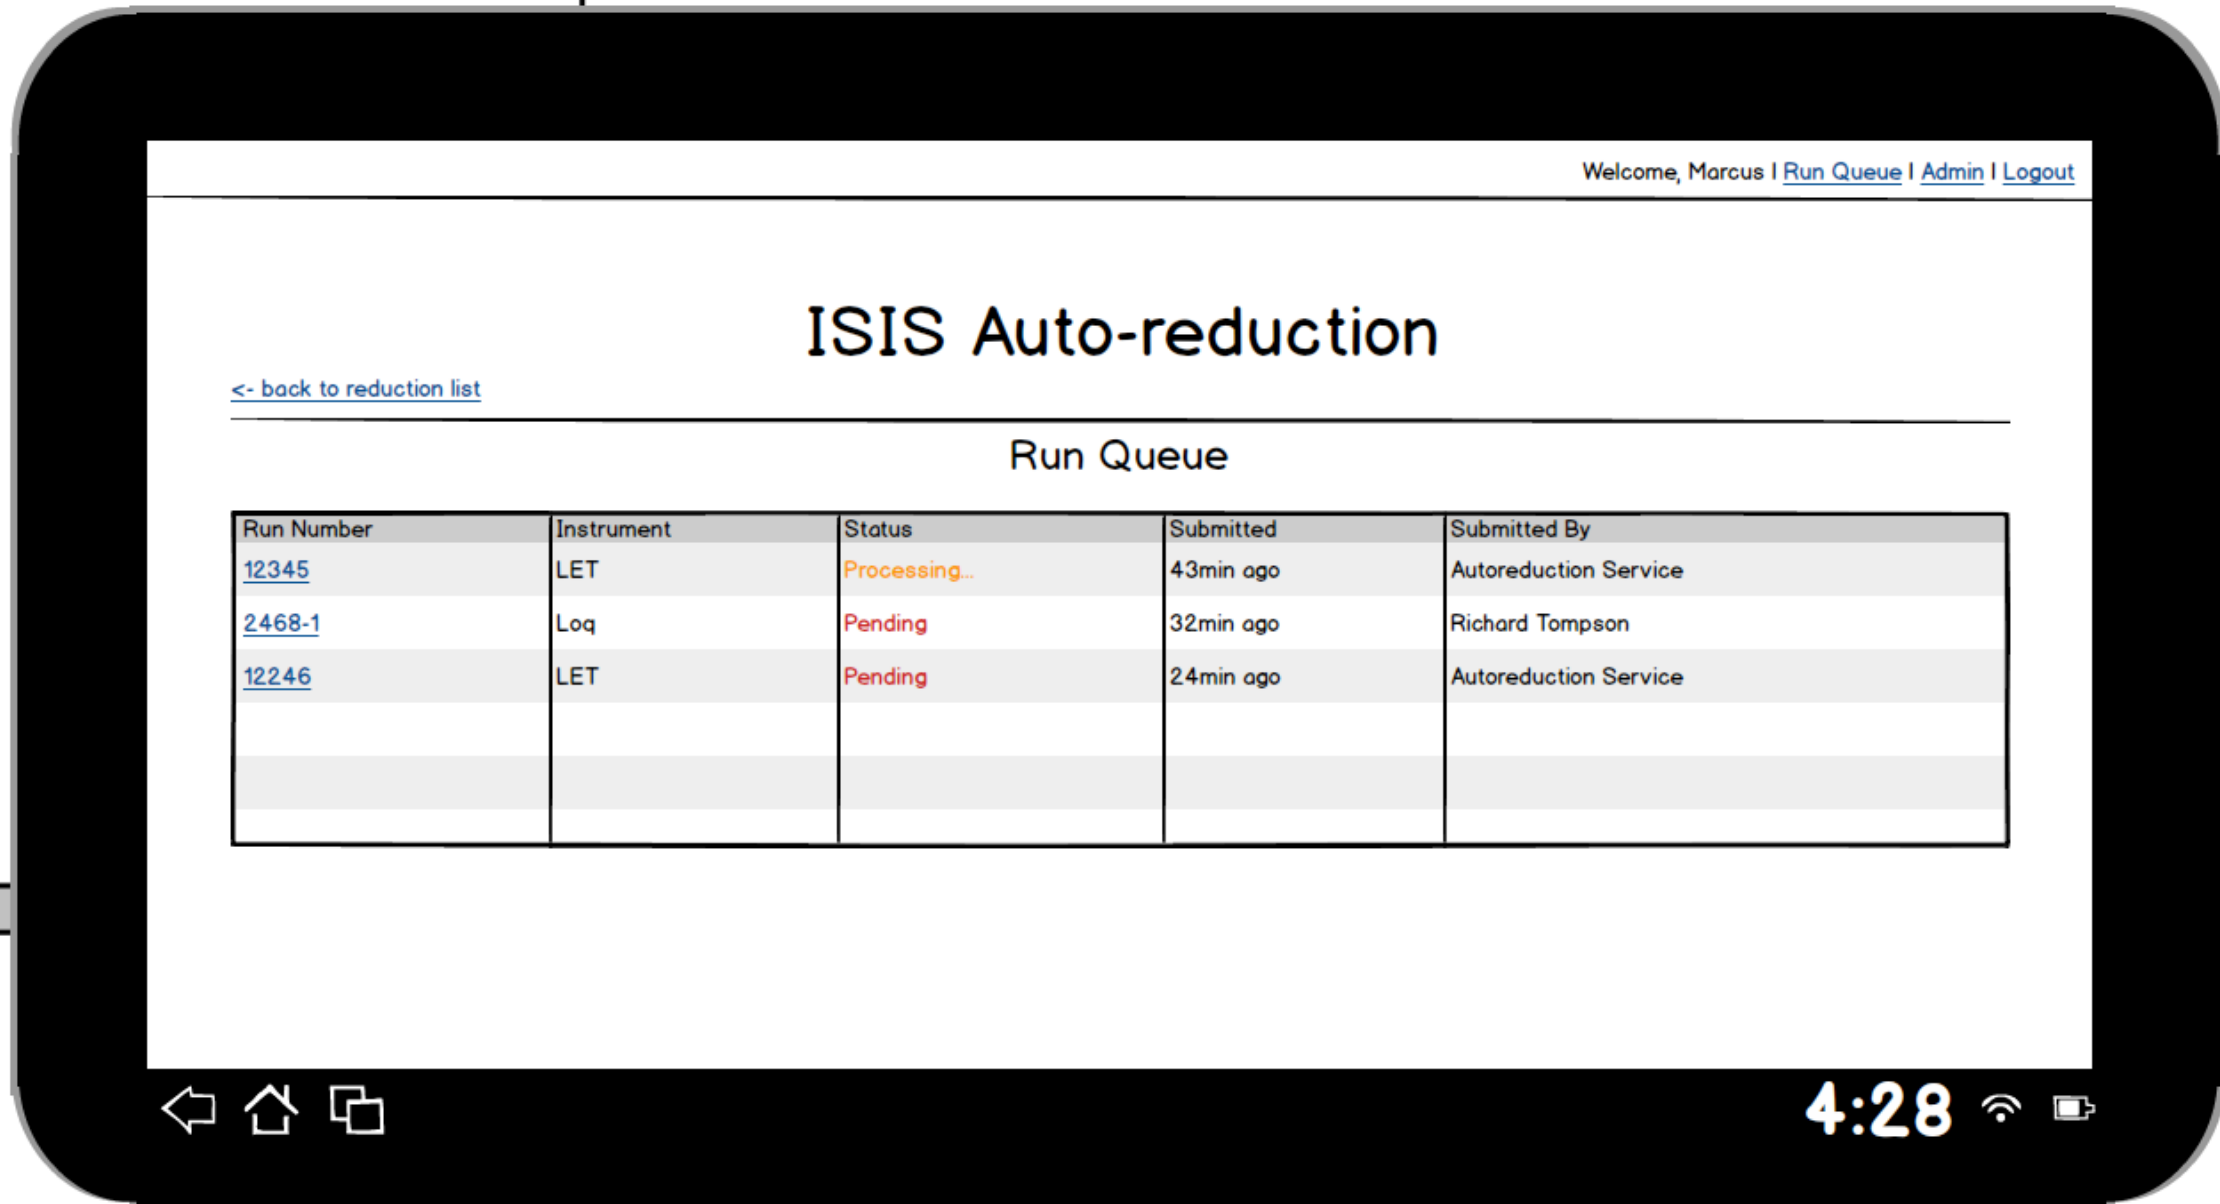 Welcome, Marcus | Run Queue | Admin | Logout
ISIS Auto-reduction
<- back to reduction list
Run Queue
Run Number Instrument Status Submitted Submitted By
12345 LET Processing... 43min ago Autoreduction Service
2468-1 Loq Pending 32min ago Richard Tompson
12246 LET Pending 24min ago Autoreduction Service
4:28